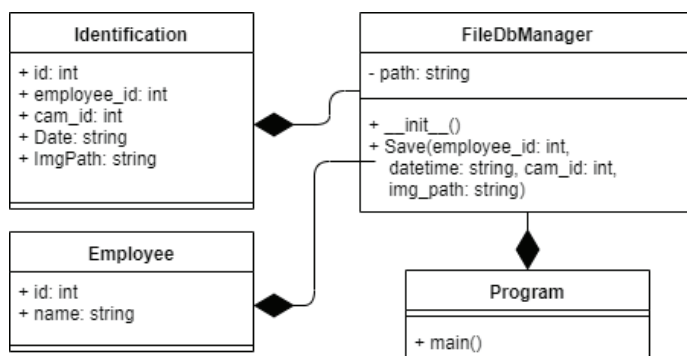 Identification
+ id: int
+ employee_id: int
+ cam_id: int
+ Date: string
+ ImgPath: string
FileDbManager
- path: string
+ __init__()
+ Save(employee_id: int,
datetime: string, cam_id: int,
img_path: string)
Employee
+ id: int
+ name: string
Program
+ main()